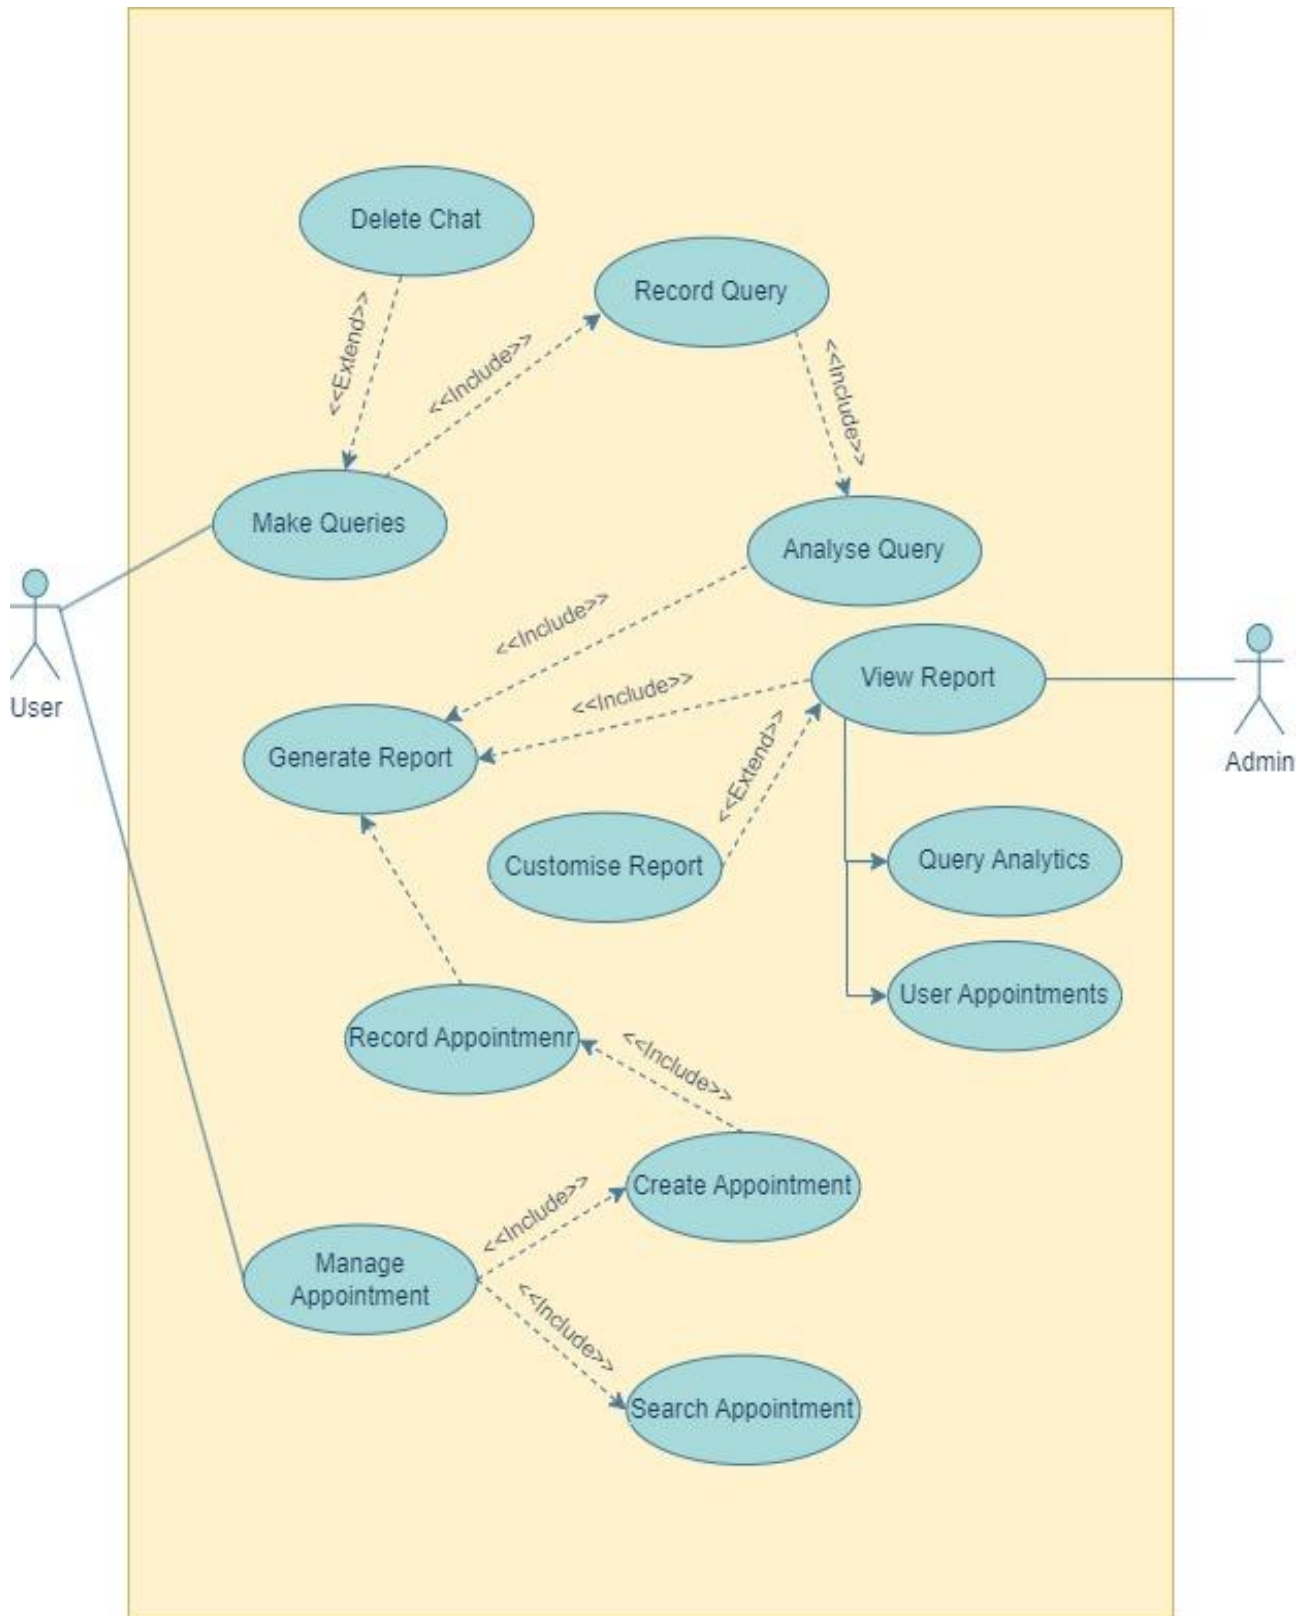 Delete Chat
Record Query
<<Extend>>
<<Include>>
<<Include>>
Make Queries
Analyse Query
<<Include>>
View Report
<<Include>>
User
Generate Report
<<Extend>>
Admin
Customise Report
Query Analytics
User Appointments
Record Appointmenr
<<Include>>
Create Appointment
<<Include>>
Manage
Appointment
<<Include>>
Search Appointment